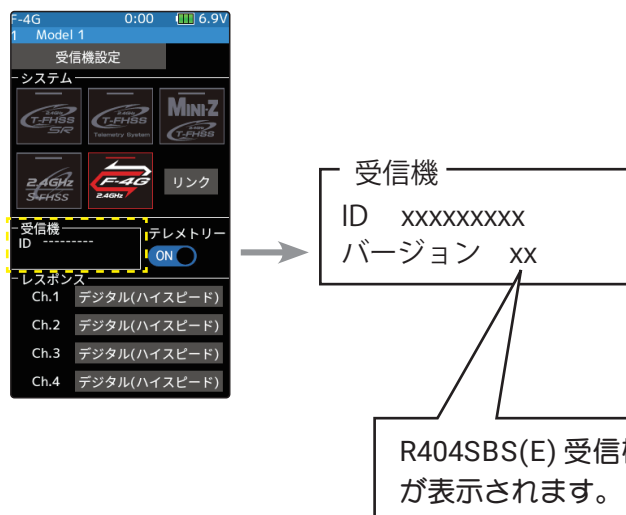 F-4G 0:00 6.9V
1 Model 1
受信機設定
システム
2.4GHz T-FHSS SR
2.4GHz T-FHSS Telemetry System
MINI-Z 2.4GHz T-FHSS
2.4GHz S-FHSS
F-4G 2.4GHz
リンク
受信機
ID ---------
テレメトリー
ON
レスポンス
Ch.1 デジタル(ハイスピード)
Ch.2 デジタル(ハイスピード)
Ch.3 デジタル(ハイスピード)
Ch.4 デジタル(ハイスピード)
受信機
ID xxxxxxxxx
バージョン xx
R404SBS(E) 受信
が表示されます。